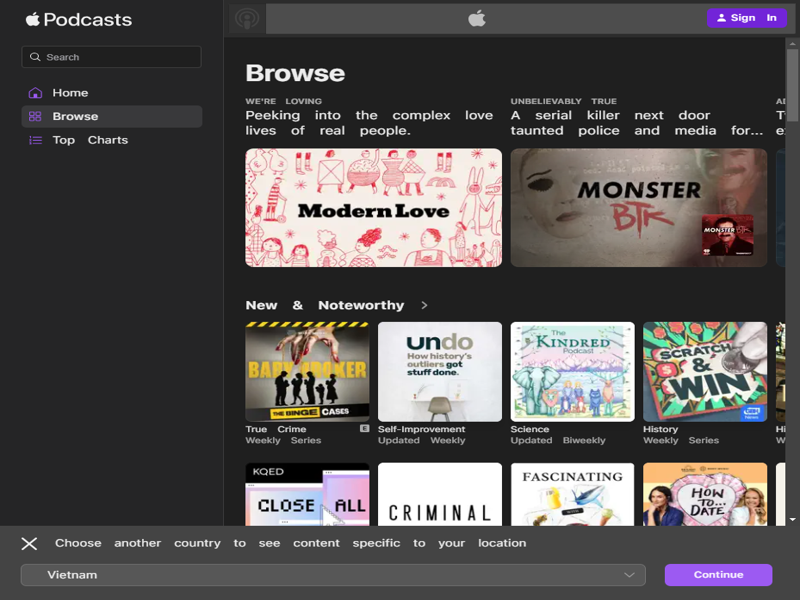 Podcasts
Search
Home
Browse
Top Charts
Sign In
Browse
WE'RE LOVING
Peeking into the complex love
lives of real people.
UNBELIEVABLY TRUE
A serial killer next door
taunted police and media for...
Modern Love
MONSTER
BTK
MONSTER
BTK
New & Noteworthy
BABY BROKER
THE BINGE CASES
True Crime E
Weekly Series
undo
How history's
outliers got
stuff done.
Self-Improvement
Updated Weekly
The
KINDRED
Podcast
Science
Updated Biweekly
SCRATCH
& WIN
News
History
Weekly Series
KQED
CLOSE ALL
CRIMINAL
FASCINATING
HOW
TO...
DATE
Choose another country to see content specific to your location
Vietnam
Continue